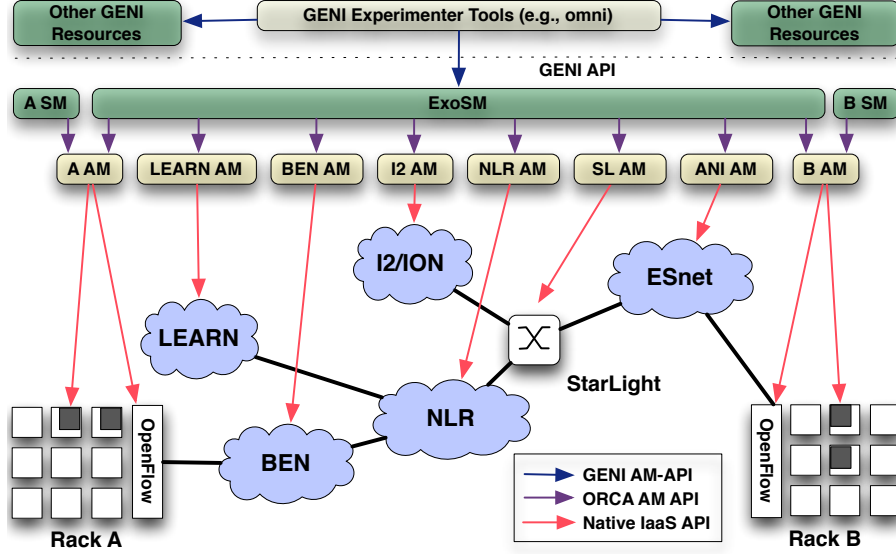 Other GENI
Resources
GENI Experimenter Tools (e.g., omni)
Other GENI
Resources
GENI API
A SM
ExoSM
B SM
A AM
LEARN AM
BEN AM
I2 AM
NLR AM
SL AM
ANI AM
B AM
I2/ION
ESnet
LEARN
StarLight
NLR
BEN
OpenFlow
OpenFlow
GENI AM-API
ORCA AM API
Native IaaS API
Rack A
Rack B